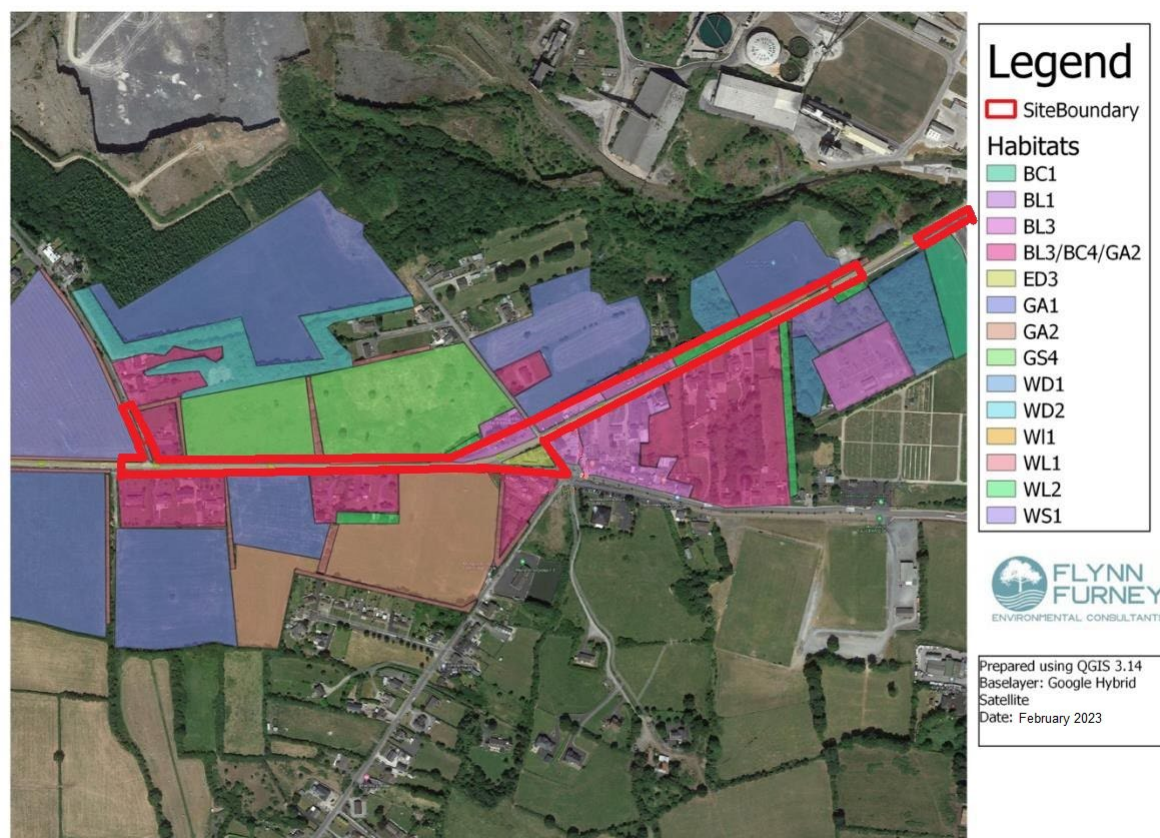 Legend
SiteBoundary
Habitats
BC1
BL1
BL3
BL3/BC4/GA2
ED3
GA1
GA2
GS4
WD1
WD2
WI1
WL1
WL2
WS1
FLYNN
FURNEY
ENVIRONMENTAL CONSULTANTS
Prepared using QGIS 3.14
Baselayer: Google Hybrid
Satellite
Date: February 2023